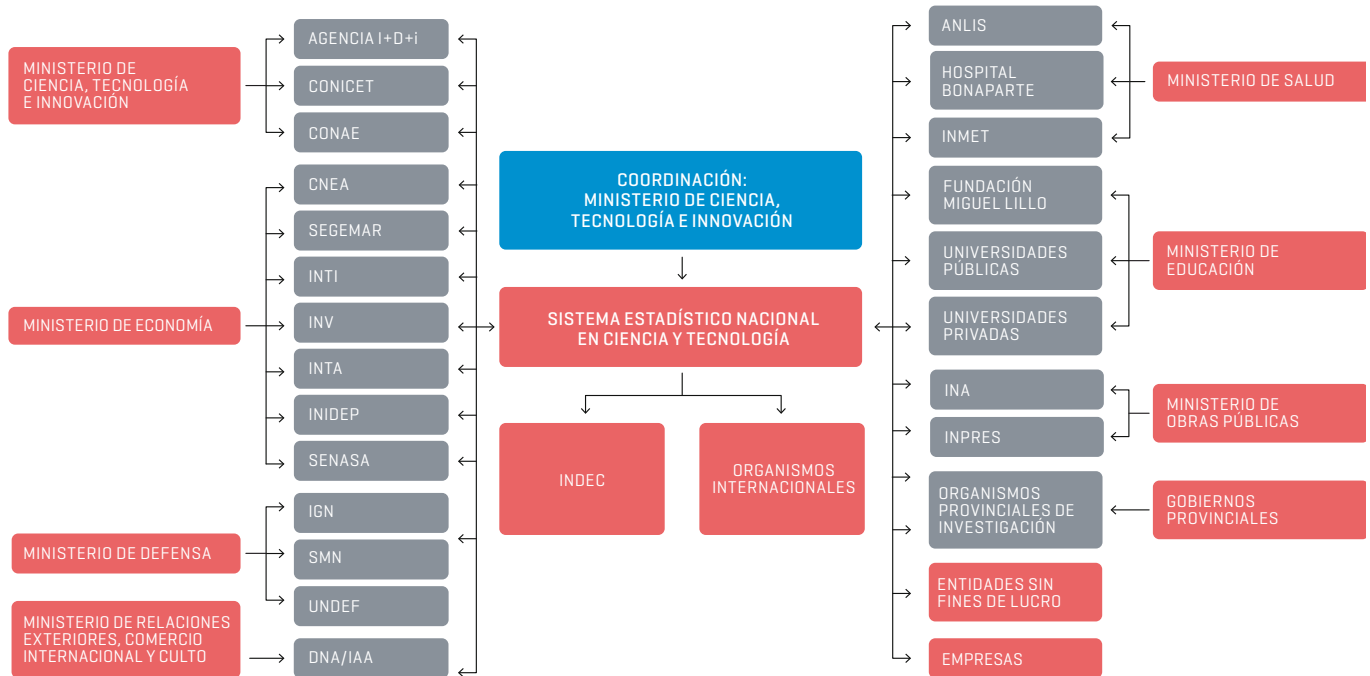 MINISTERIO DE
CIENCIA, TECNOLOGÍA
E INNOVACIÓN
AGENCIA I+D+i
CONICET
CONAE
MINISTERIO DE ECONOMÍA
CNEA
SEGEMAR
INTI
INV
INTA
INIDEP
SENASA
MINISTERIO DE DEFENSA
IGN
SMN
UNDEF
MINISTERIO DE RELACIONES
EXTERIORES, COMERCIO
INTERNACIONAL Y CULTO
DNA/IAA
COORDINACIÓN:
MINISTERIO DE CIENCIA,
TECNOLOGÍA E INNOVACIÓN
SISTEMA ESTADÍSTICO NACIONAL
EN CIENCIA Y TECNOLOGÍA
INDEC
ORGANISMOS
INTERNACIONALES
ANLIS
HOSPITAL
BONAPARTE
INMET
MINISTERIO DE SALUD
FUNDACIÓN
MIGUEL LILLO
UNIVERSIDADES
PÚBLICAS
UNIVERSIDADES
PRIVADAS
MINISTERIO DE
EDUCACIÓN
INA
INPRES
MINISTERIO DE
OBRAS PÚBLICAS
ORGANISMOS
PROVINCIALES DE
INVESTIGACIÓN
GOBIERNOS
PROVINCIALES
ENTIDADES SIN
FINES DE LUCRO
EMPRESAS